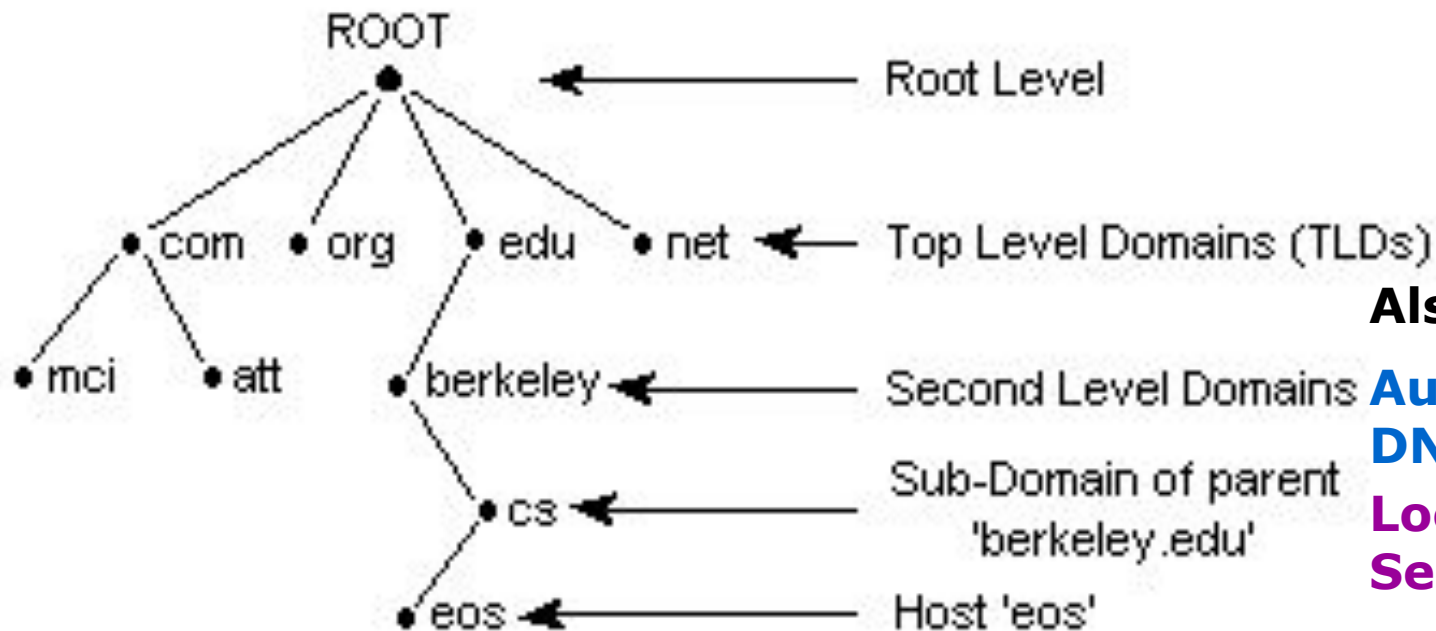 ROOT
Root Level
com org edu net Top Level Domains (TLDs)
mci att berkeley Second Level Domains
cs Sub-Domain of parent
'berkeley.edu'
eos Host 'eos'